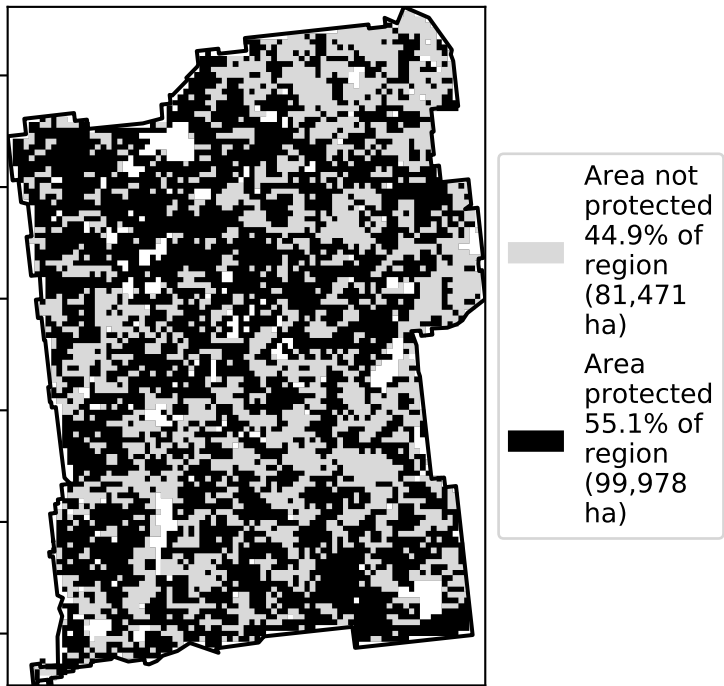 Area not
protected
44.9% of
region
(81,471
ha)
Area
protected
55.1% of
region
(99,978
ha)